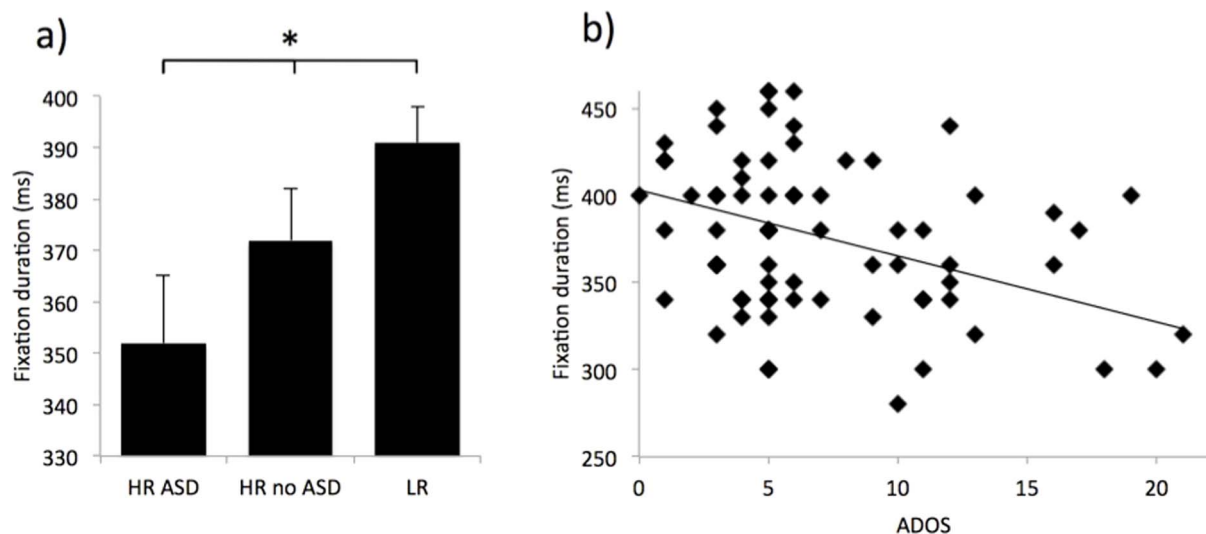 a)
*
Fixation duration (ms)
400
390
380
370
360
350
340
330
HR ASD HR no ASD LR
b)
Fixation duration (ms)
450
400
350
300
250
0 5 10 15 20
ADOS